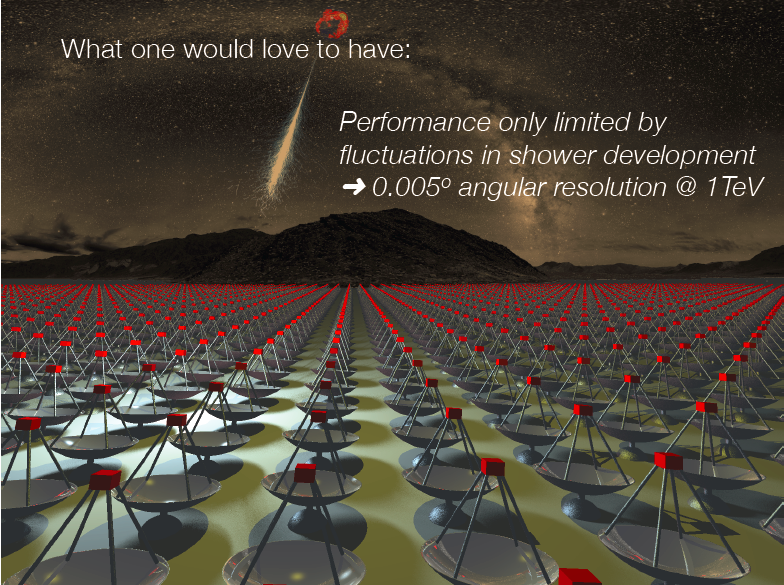 What one would love to have:
Performance only limited by
fluctuations in shower development
➜ 0.005º angular resolution @ 1TeV